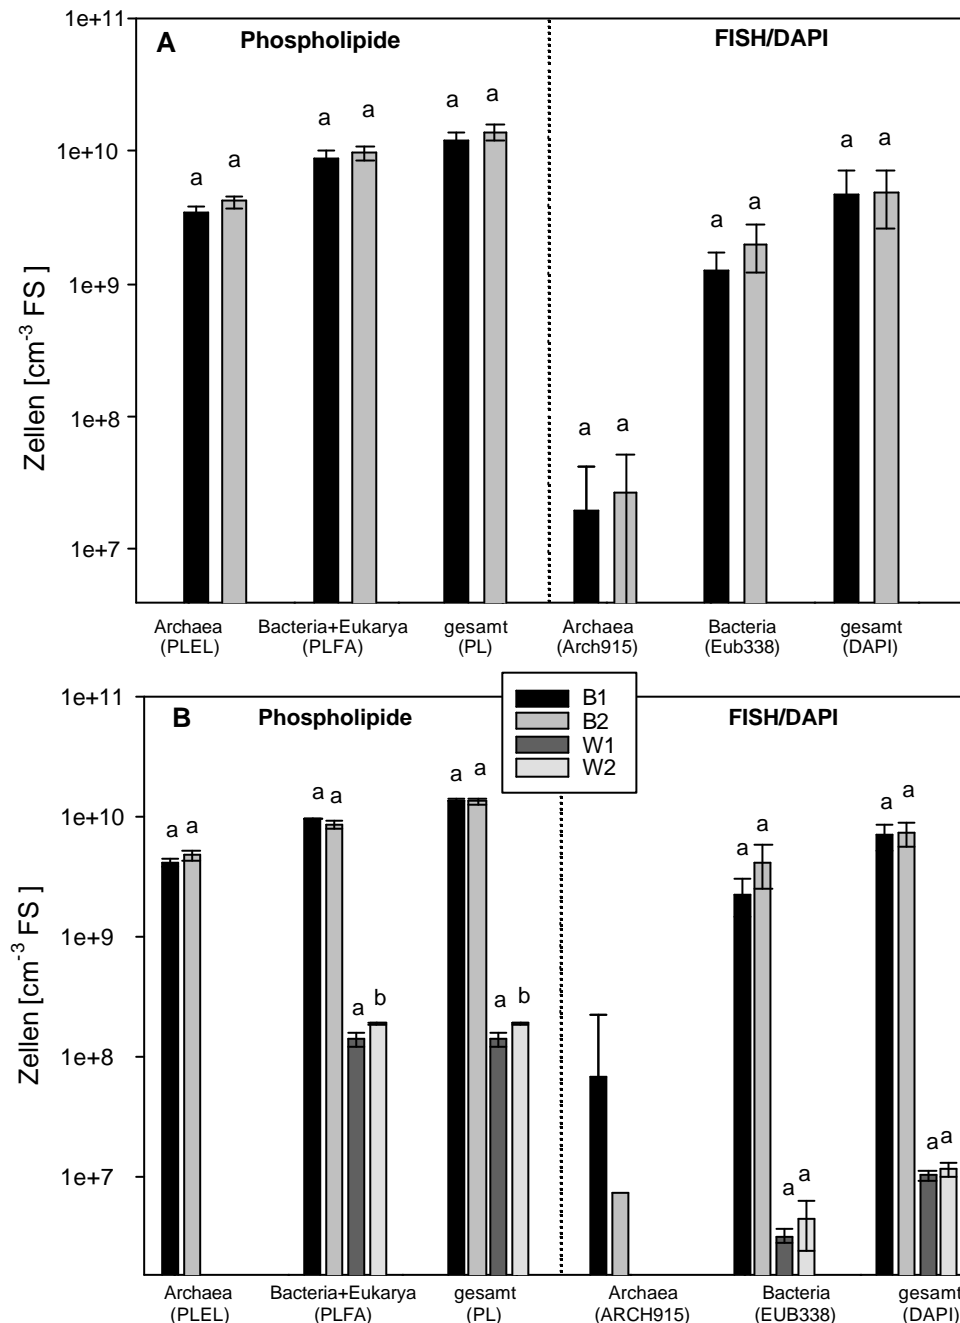 A
Phospholipide
FISH/DAPI
1e+11
1e+10
1e+9
1e+8
1e+7
Zellen [cm-3 FS ]
a a a a a a a a a a a a
Archaea
(PLEL)
Bacteria+Eukarya
(PLFA)
gesamt
(PL)
Archaea
(Arch915)
Bacteria
(Eub338)
gesamt
(DAPI)
B
Phospholipide
FISH/DAPI
B1
B2
W1
W2
1e+11
1e+10
1e+9
1e+8
1e+7
Zellen [cm-3 FS ]
a a a a a b a a a b a a a a a a a a
Archaea
(PLEL)
Bacteria+Eukarya
(PLFA)
gesamt
(PL)
Archaea
(ARCH915)
Bacteria
(EUB338)
gesamt
(DAPI)